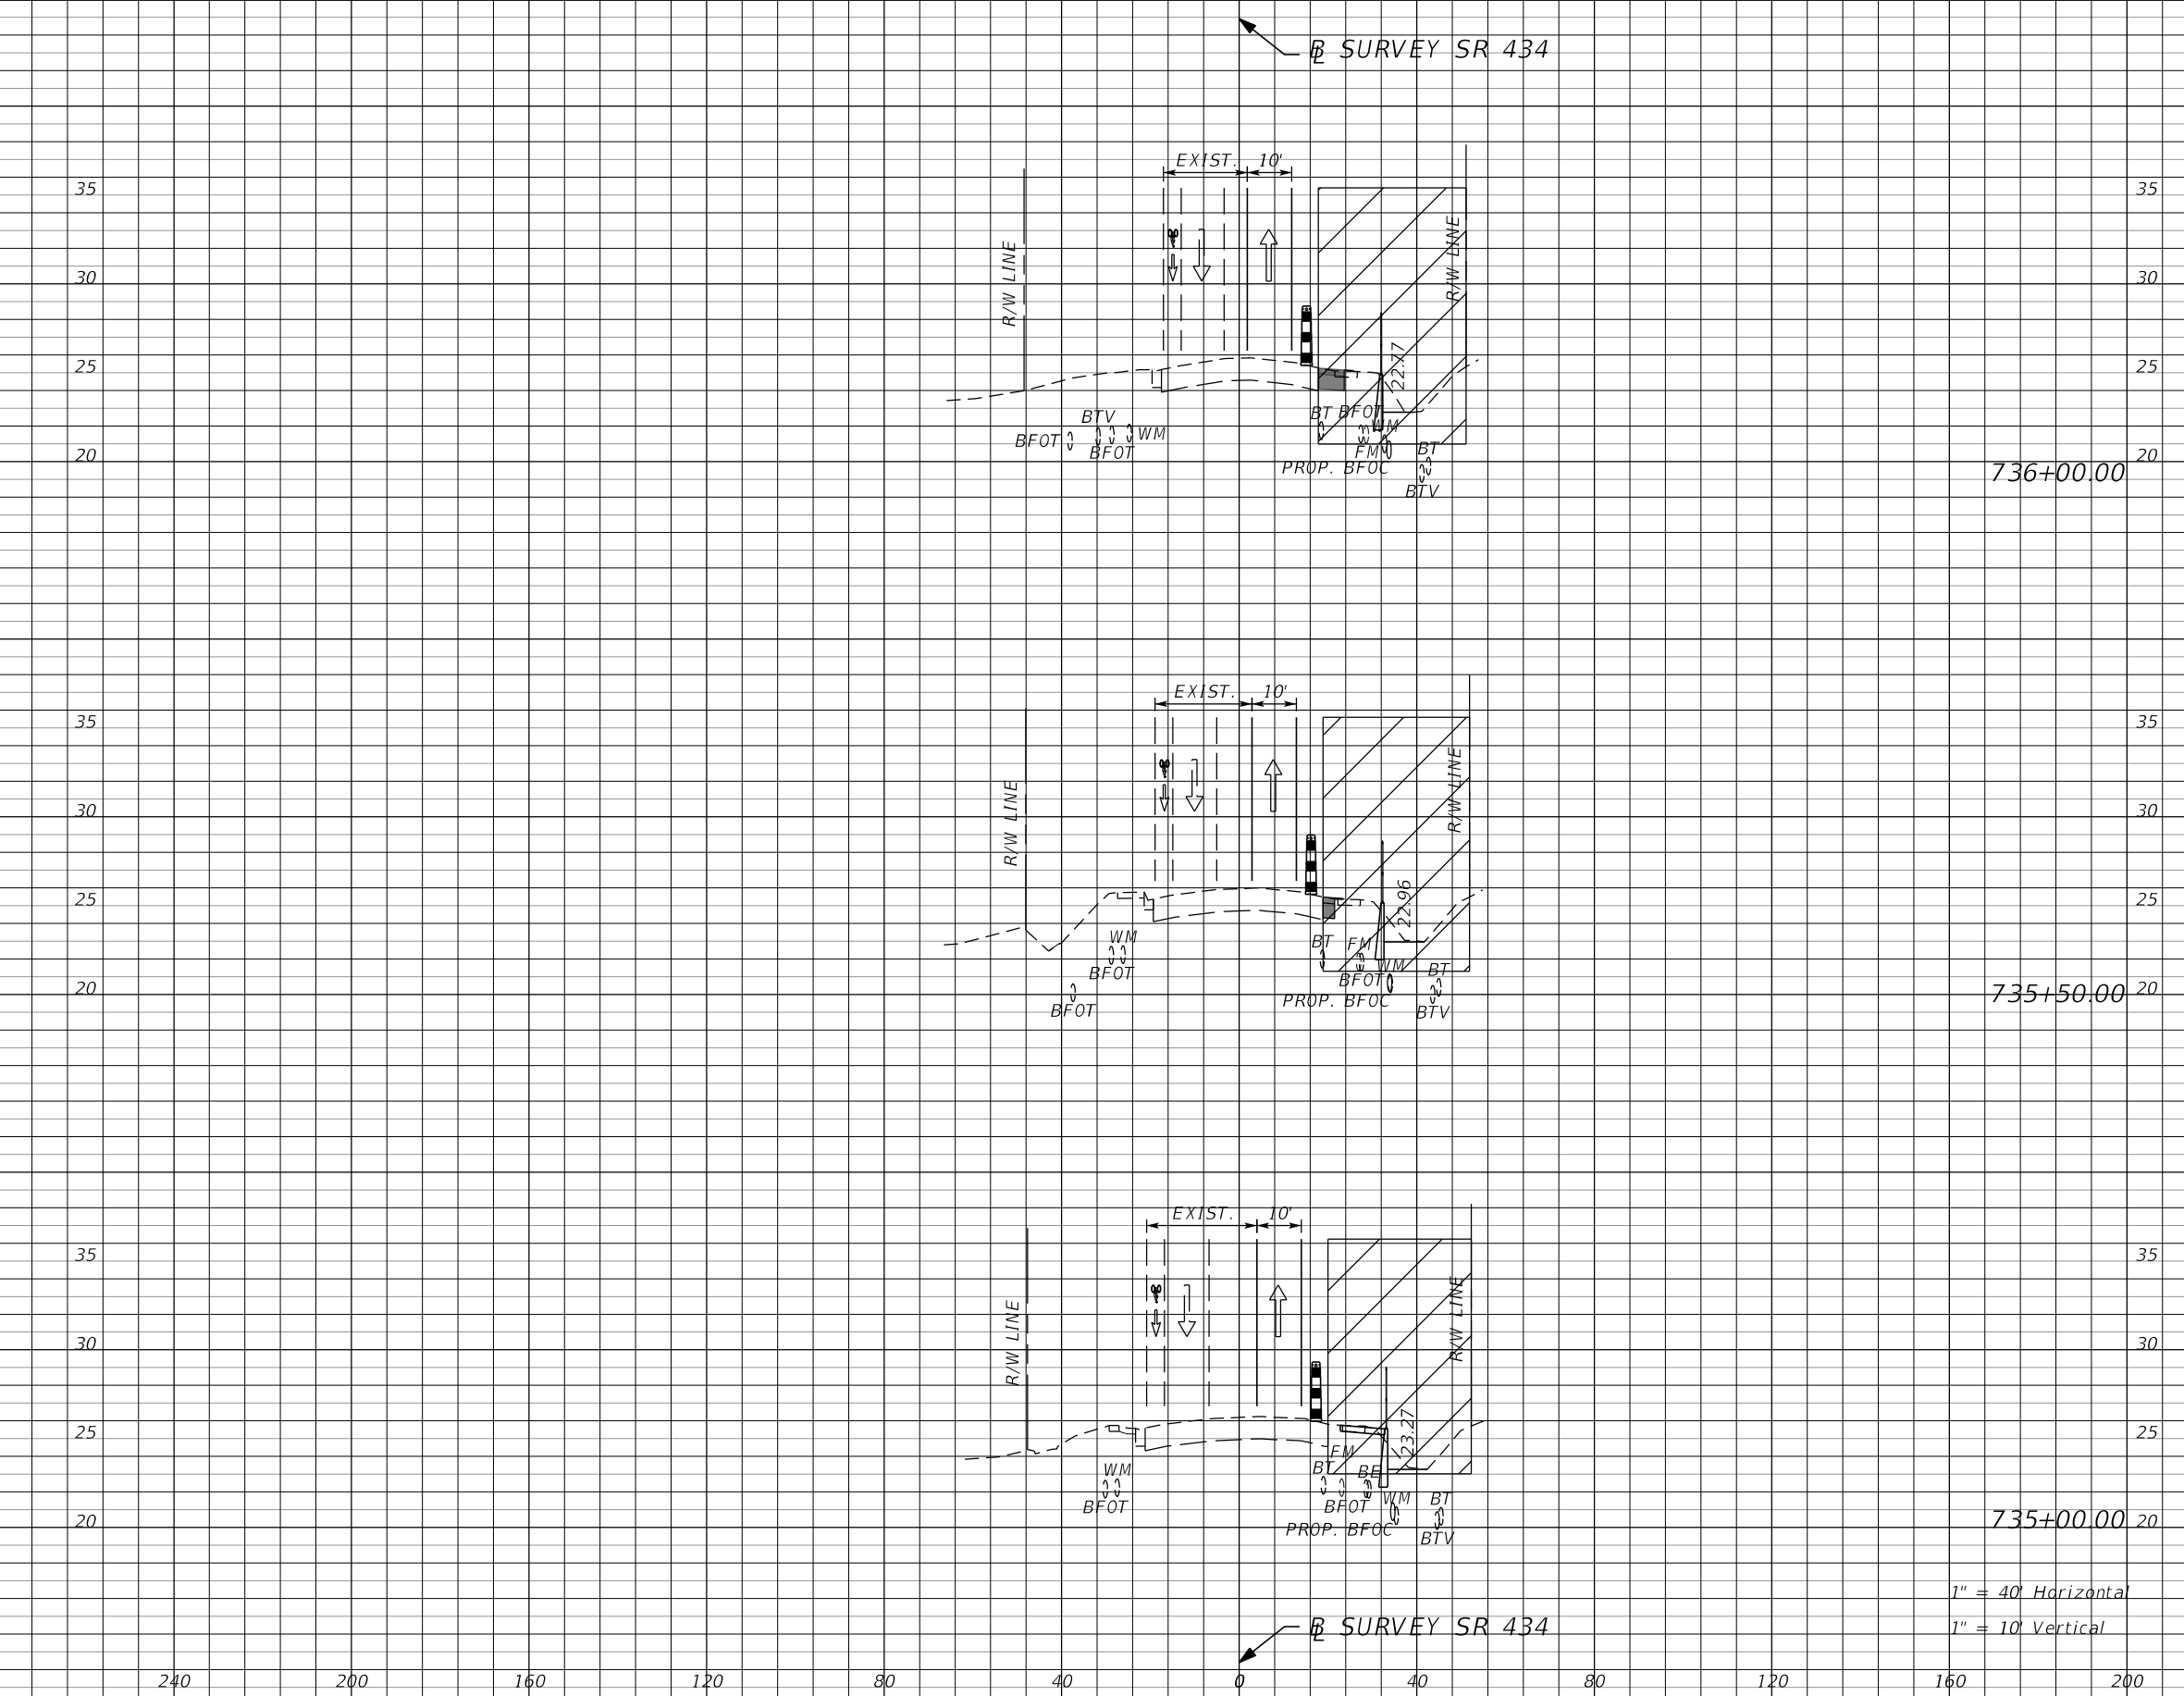 BL SURVEY SR 434
EXIST. 10'
35 35
R/W LINE R/W LINE
30 30
25 22.77 25
BTV BT BFOT
BFOT WM WM
BFOT FM BT
20 PROP. BFOC 20
736+00.00
BTV
EXIST. 10'
35 35
R/W LINE R/W LINE
30 30
25 22.96 25
WM BT FM
BFOT WM BT
BFOT
20 PROP. BFOC 735+50.00 20
BFOT BTV
EXIST. 10'
35 35
R/W LINE R/W LINE
30 30
25 23.27 25
FM
WM BT BE
BFOT BFOT WM BT
20 PROP. BFOC 735+00.00 20
BTV
1" = 40' Horizontal
1" = 10' Vertical
BL SURVEY SR 434
240 200 160 120 80 40 0 40 80 120 160 200